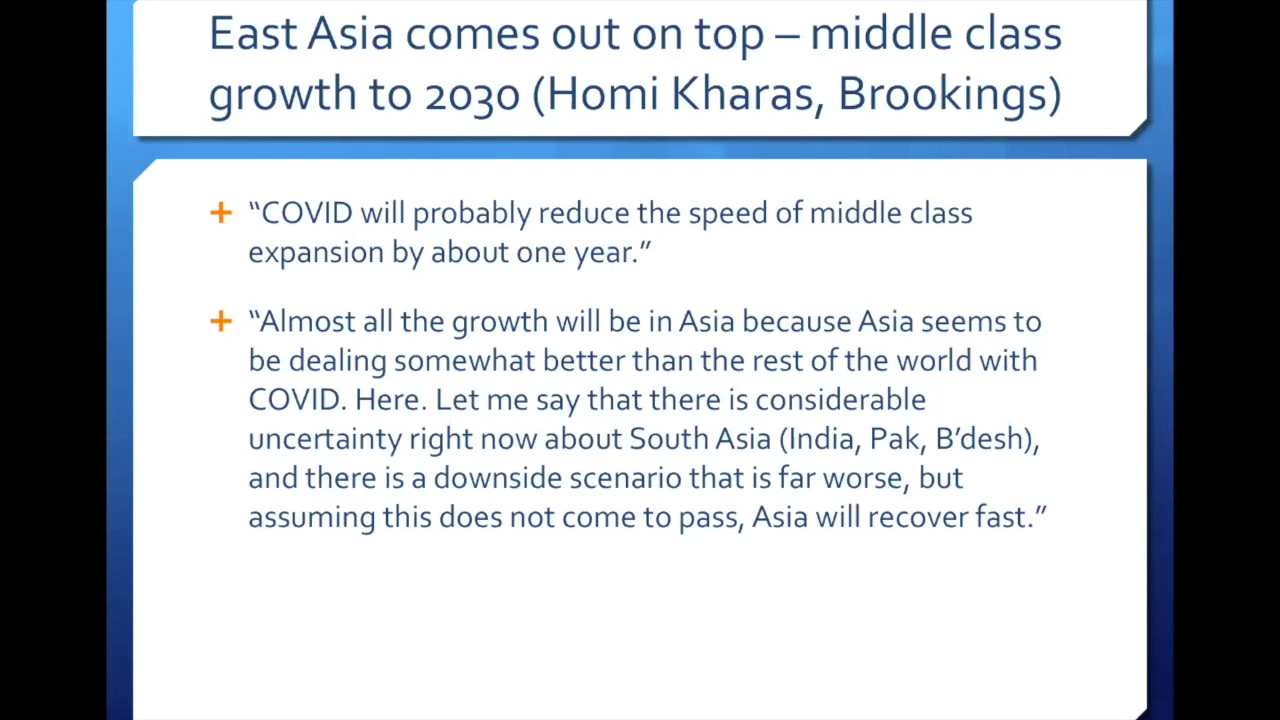 East Asia comes out on top – middle class
growth to 2030 (Homi Kharas, Brookings)
+ “COVID will probably reduce the speed of middle class
expansion by about one year.”
+ “Almost all the growth will be in Asia because Asia seems to
be dealing somewhat better than the rest of the world with
COVID. Here. Let me say that there is considerable
uncertainty right now about South Asia (India, Pak, B’desh),
and there is a downside scenario that is far worse, but
assuming this does not come to pass, Asia will recover fast.”